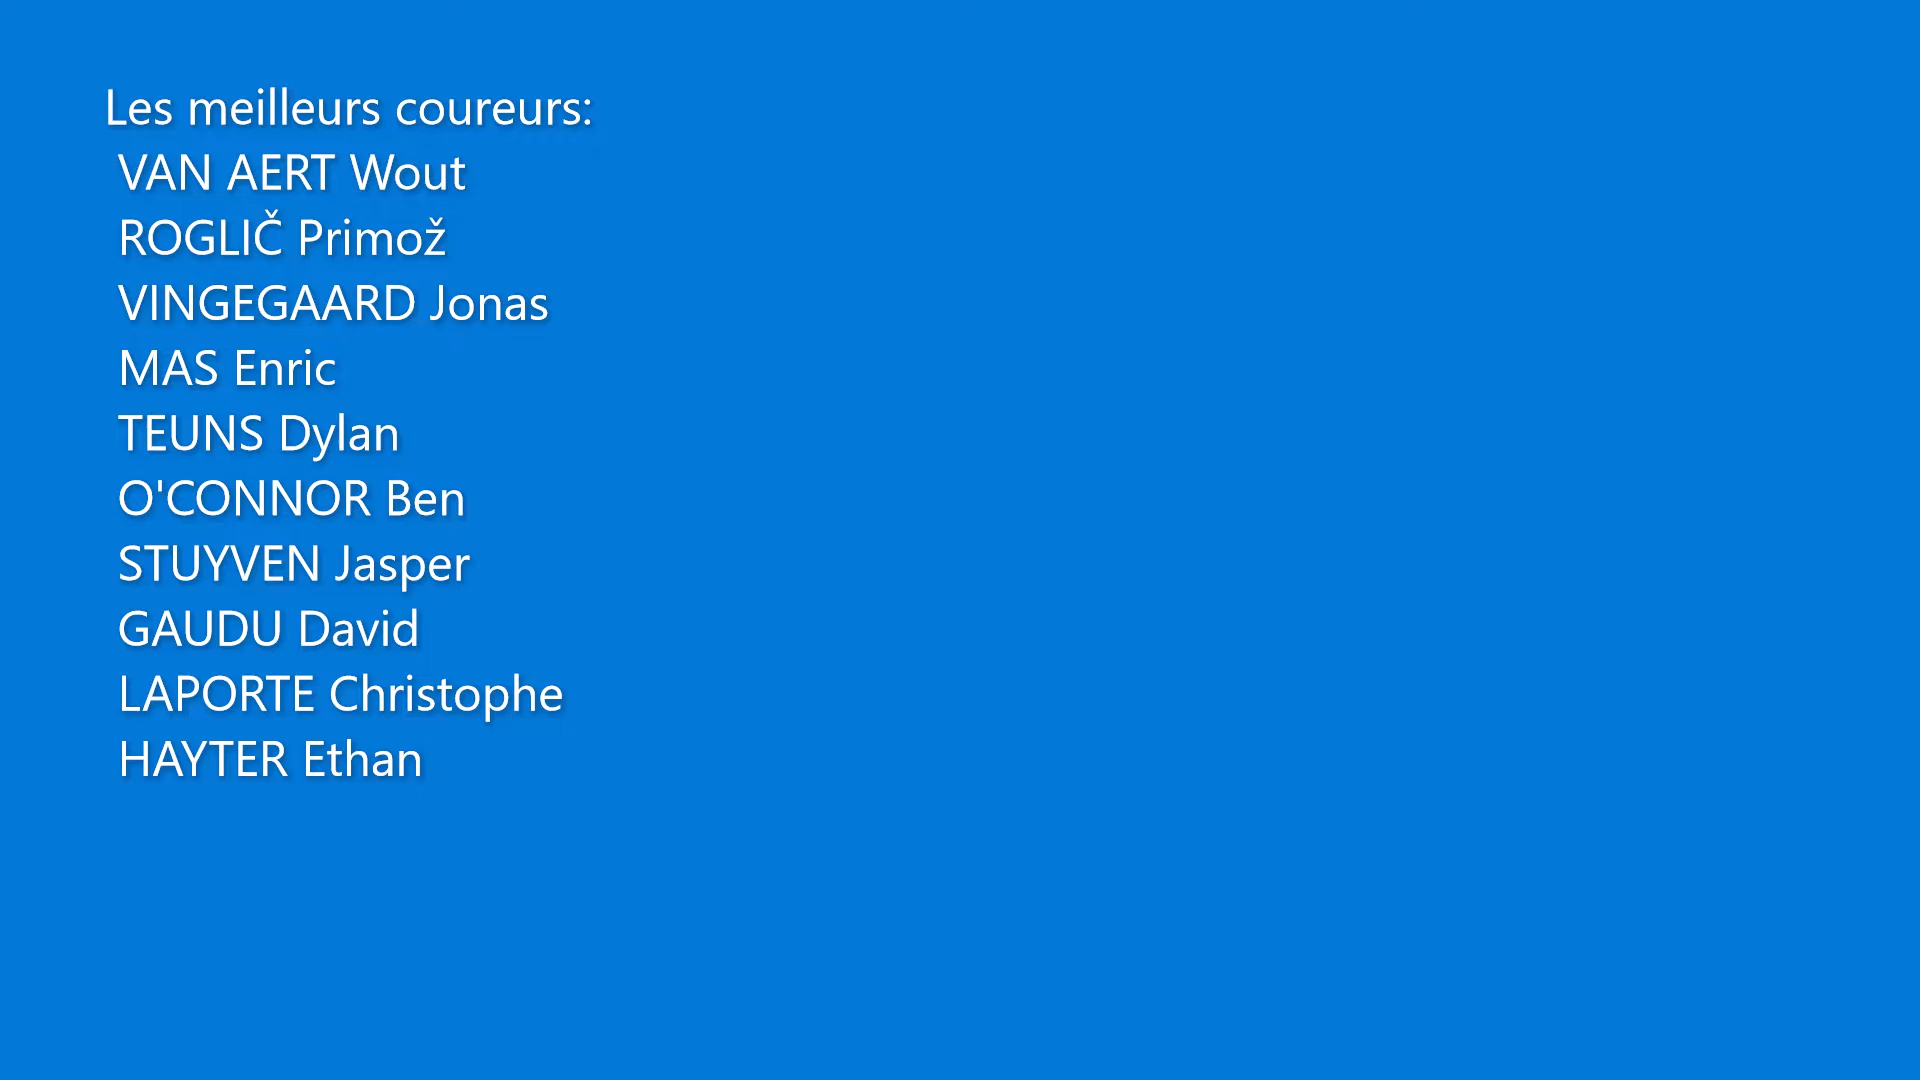 Les meilleurs coureurs:
VAN AERT Wout
ROGLIČ Primož
VINGEGAARD Jonas
MAS Enric
TEUNS Dylan
O'CONNOR Ben
STUYVEN Jasper
GAUDU David
LAPORTE Christophe
HAYTER Ethan